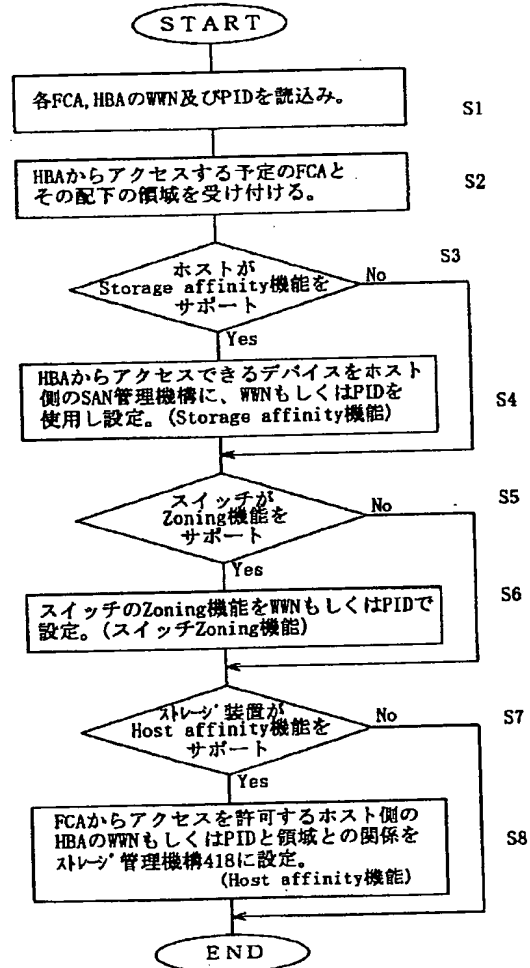 START
各FCA,HBAのWWN及びPIDを読込み。
S1
HBAからアクセスする予定のFCAと
その配下の領域を受け付ける。
S2
ホストが
Storage affinity機能を
サポート
S3
No
Yes
HBAからアクセスできるデバイスをホスト
側のSAN管理機構に、WWNもしくはPIDを
使用し設定。(Storage affinity機能)
S4
スイッチが
Zoning機能を
サポート
S5
No
Yes
スイッチのZoning機能をWWNもしくはPIDで
設定。(スイッチZoning機能)
S6
ストレージ装置が
Host affinity機能を
サポート
S7
No
Yes
FCAからアクセスを許可するホスト側の
HBAのWWNもしくはPIDと領域との関係を
ストレージ管理機構418に設定。
(Host affinity機能)
S8
END